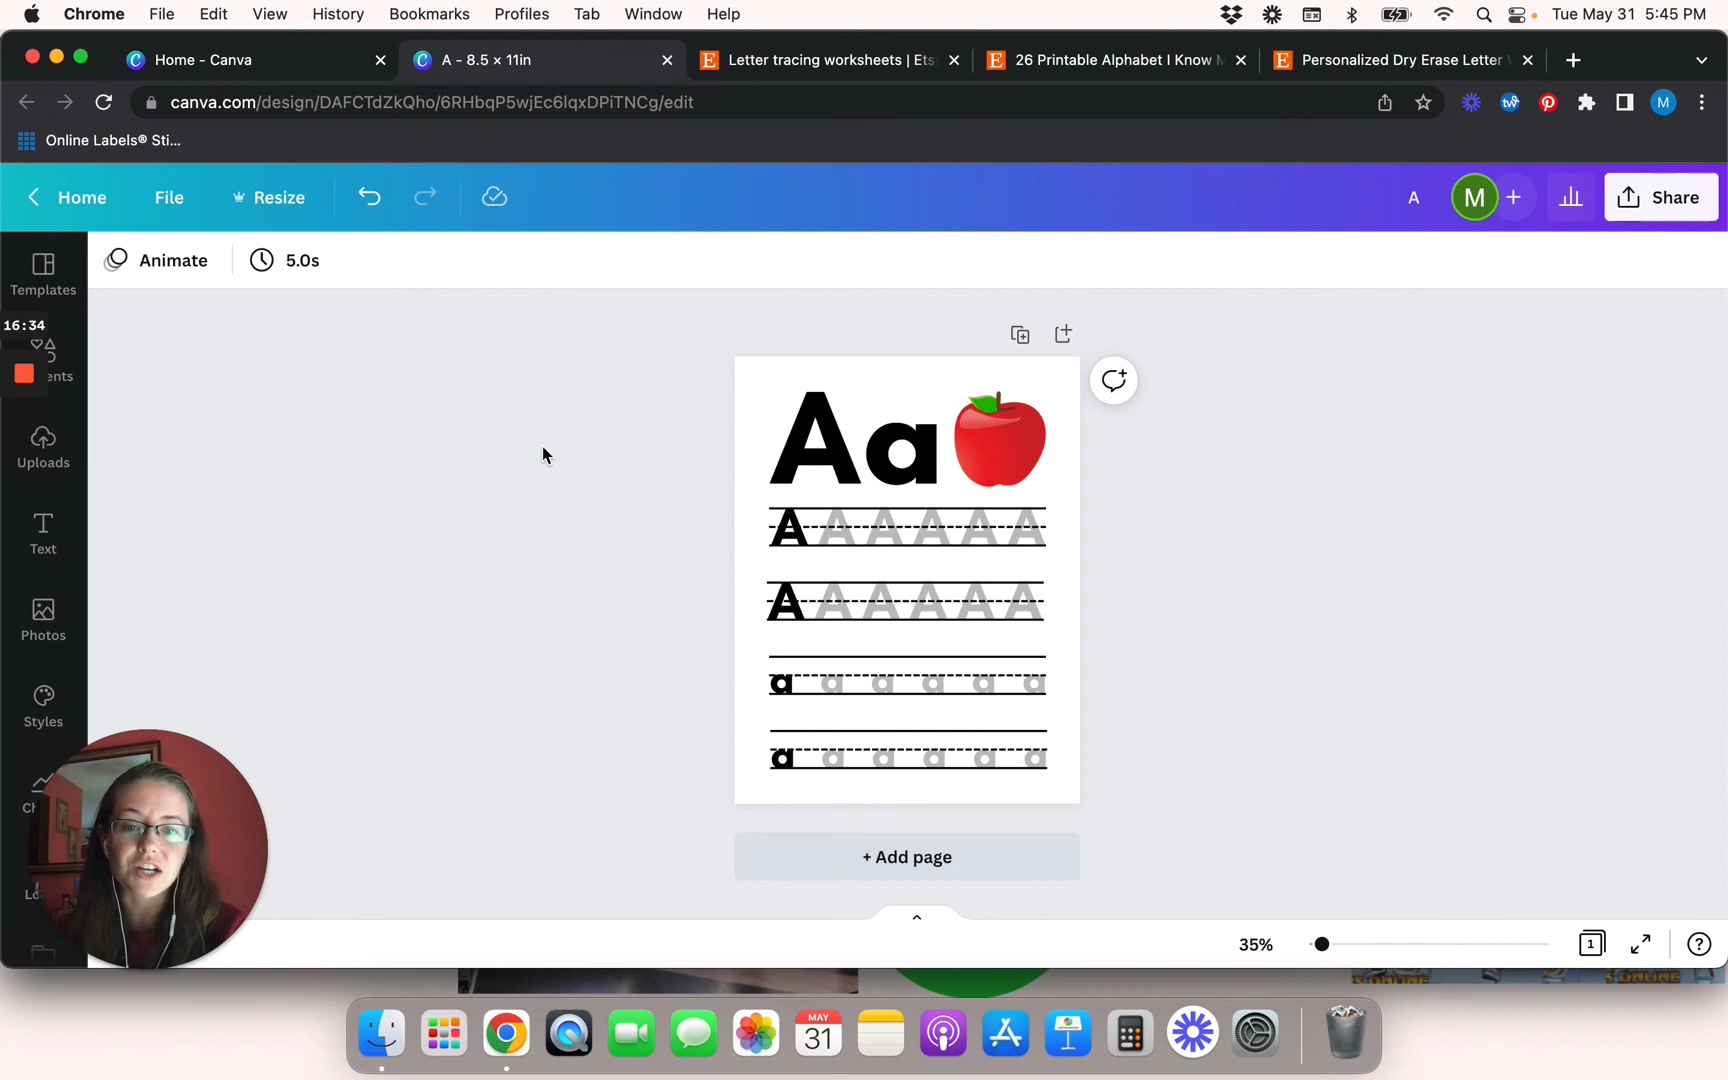 Chrome File Edit View History Bookmarks Profiles Tab Window Help Tue May 31 5:45 PM
Home - Canva
A - 8.5 × 11in
Letter tracing worksheets | Ets
26 Printable Alphabet I Know M
Personalized Dry Erase Letter
canva.com/design/DAFCTdZkQho/6RHbqP5wjEc6lqxDPiTNCg/edit
M
Online Labels® Sti...
Home File Resize A M Share
Animate 5.0s
Templates
16:34
ents
Uploads
Text
Photos
Styles
Aa
A A A A A A
A A A A A A
a a a a a a
a a a a a a
+ Add page
35% 1 ?
MAY
31